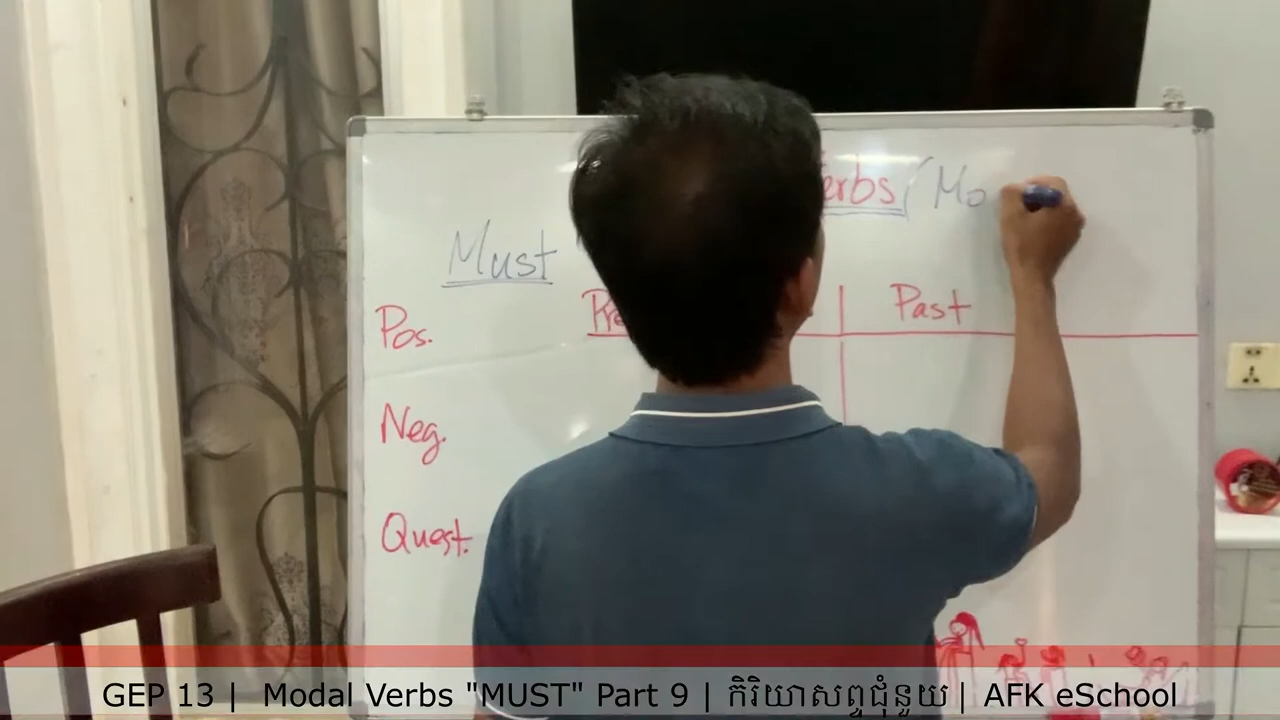 erbs (Mo
Must
Pre Past
Pos.
Neg.
Quest.
GEP 13 | Modal Verbs "MUST" Part 9 | កិរិយាសព្ទជំនួយ | AFK eSchool